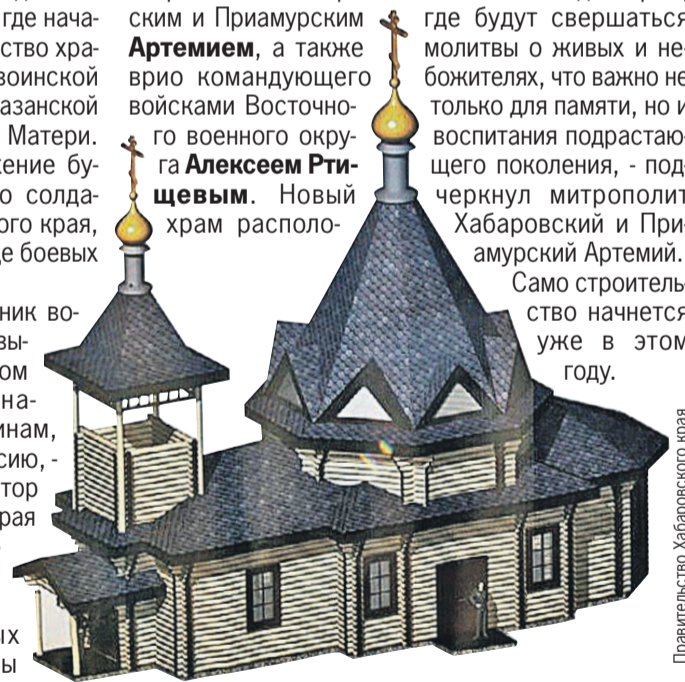 где нача-
ство хра-
воинской
азанской
Матери.
жение бу-
о солда-
ого края,
де боевых
ник во-
вы-
ом
на-
инам,
сию, -
тор
рая
ых
ы
ским и Приамурским
Артемием, а также
врио командующего
войсками Восточно-
го военного окру-
га Алексеем Рти-
щевым. Новый
храм располо-
где будут свершаться
молитвы о живых и не-
божителях, что важно не
только для памяти, но и
воспитания подрастаю-
щего поколения, - под-
черкнул митрополит
Хабаровский и При-
амурский Артемий.
Само строитель-
ство начнется
уже в этом
году.
Правительство Хабаровского края